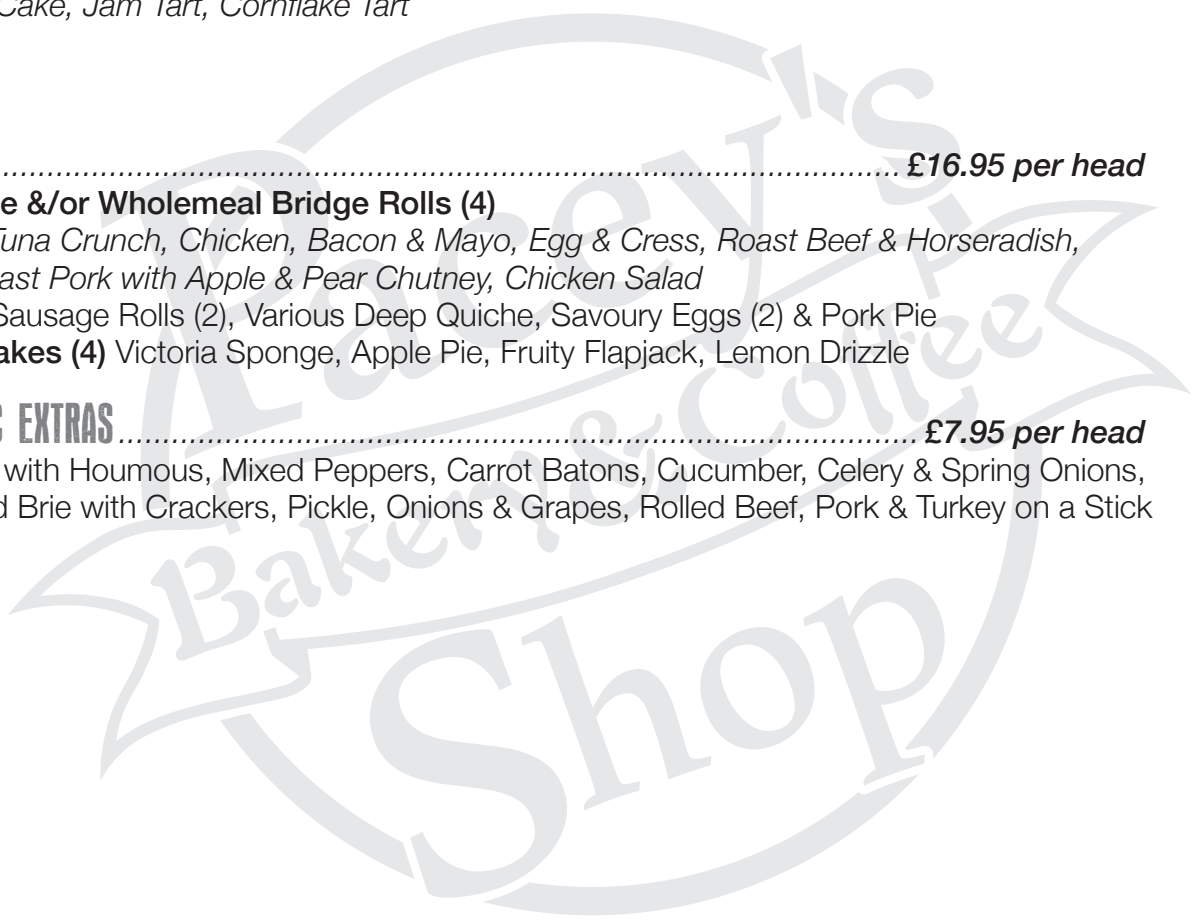 Cake, Jam Tart, Cornflake Tart
£16.95 per head
e &/or Wholemeal Bridge Rolls (4)
Tuna Crunch, Chicken, Bacon & Mayo, Egg & Cress, Roast Beef & Horseradish,
ast Pork with Apple & Pear Chutney, Chicken Salad
Sausage Rolls (2), Various Deep Quiche, Savoury Eggs (2) & Pork Pie
akes (4) Victoria Sponge, Apple Pie, Fruity Flapjack, Lemon Drizzle
EXTRAS £7.95 per head
with Houmous, Mixed Peppers, Carrot Batons, Cucumber, Celery & Spring Onions,
d Brie with Crackers, Pickle, Onions & Grapes, Rolled Beef, Pork & Turkey on a Stick
Pacey's
Bakery & Coffee
Shop